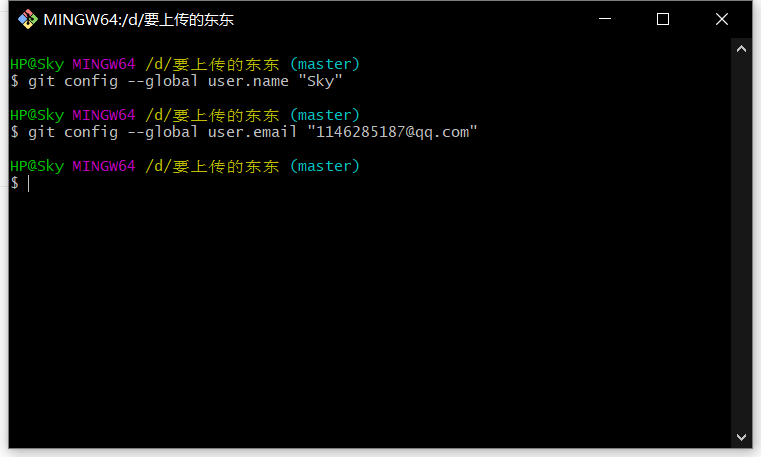 MINGW64:/d/要上传的东东
HP@Sky MINGW64 /d/要上传的东东 (master)
$ git config --global user.name "Sky"
HP@Sky MINGW64 /d/要上传的东东 (master)
$ git config --global user.email "1146285187@qq.com"
HP@Sky MINGW64 /d/要上传的东东 (master)
$